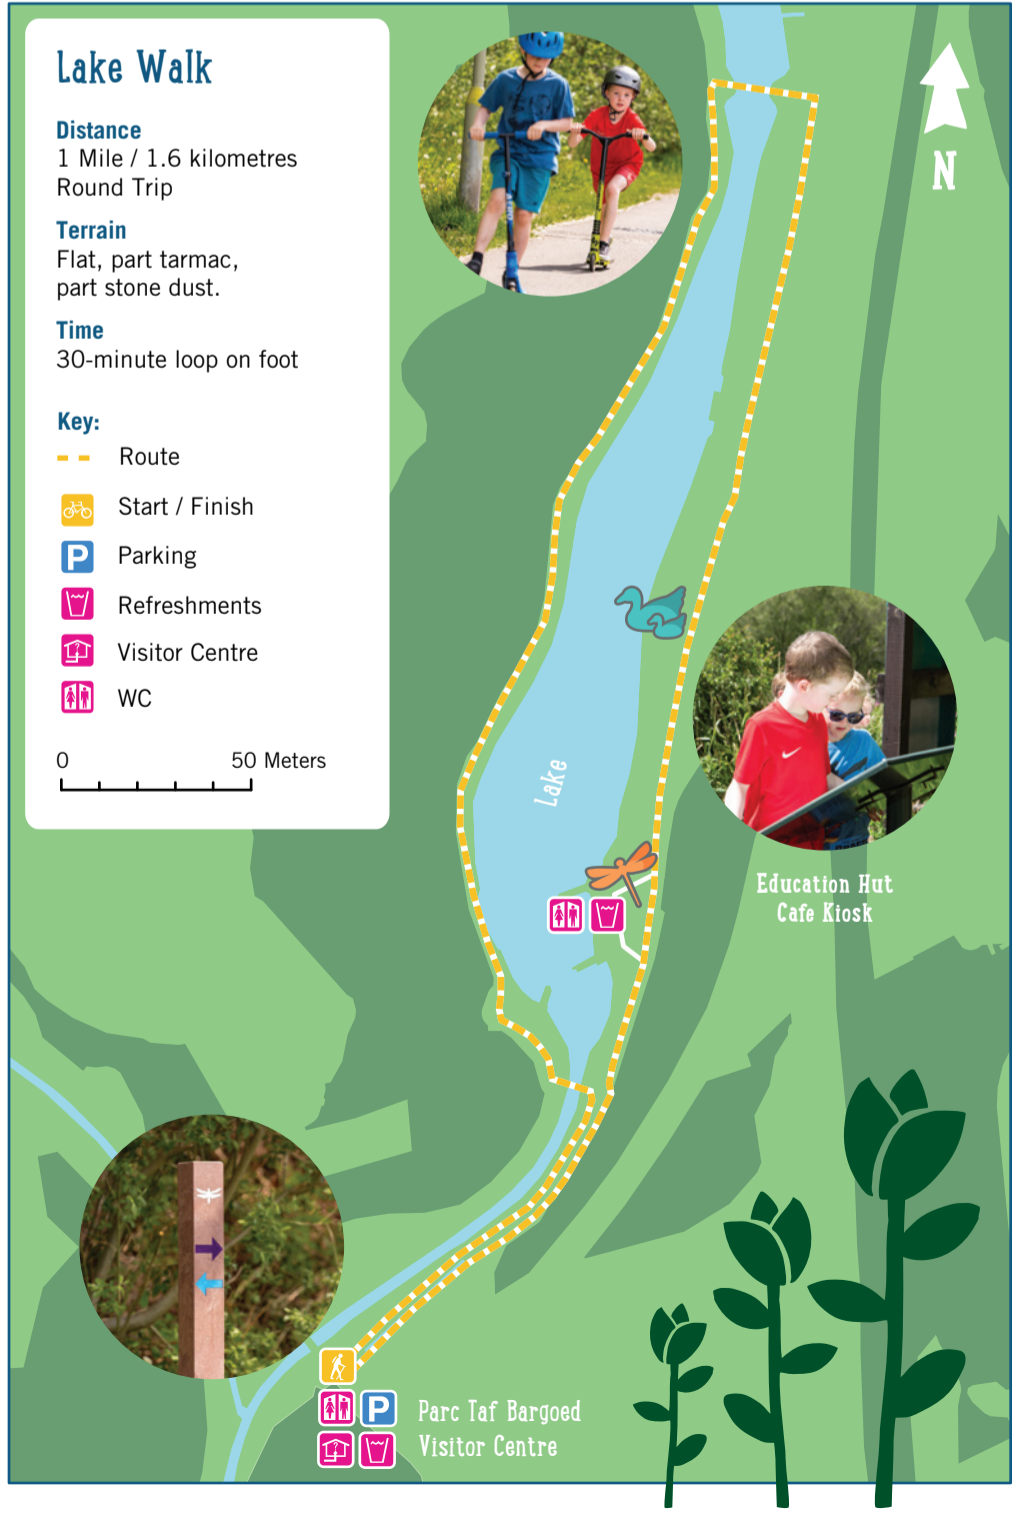 Lake Walk
Distance
1 Mile / 1.6 kilometres
Round Trip
Terrain
Flat, part tarmac,
part stone dust.
Time
30-minute loop on foot
Key:
Route
Start / Finish
P Parking
Refreshments
Visitor Centre
WC
0 50 Meters
N
Lake
Education Hut
Cafe Kiosk
P
Parc Taf Bargoed
Visitor Centre